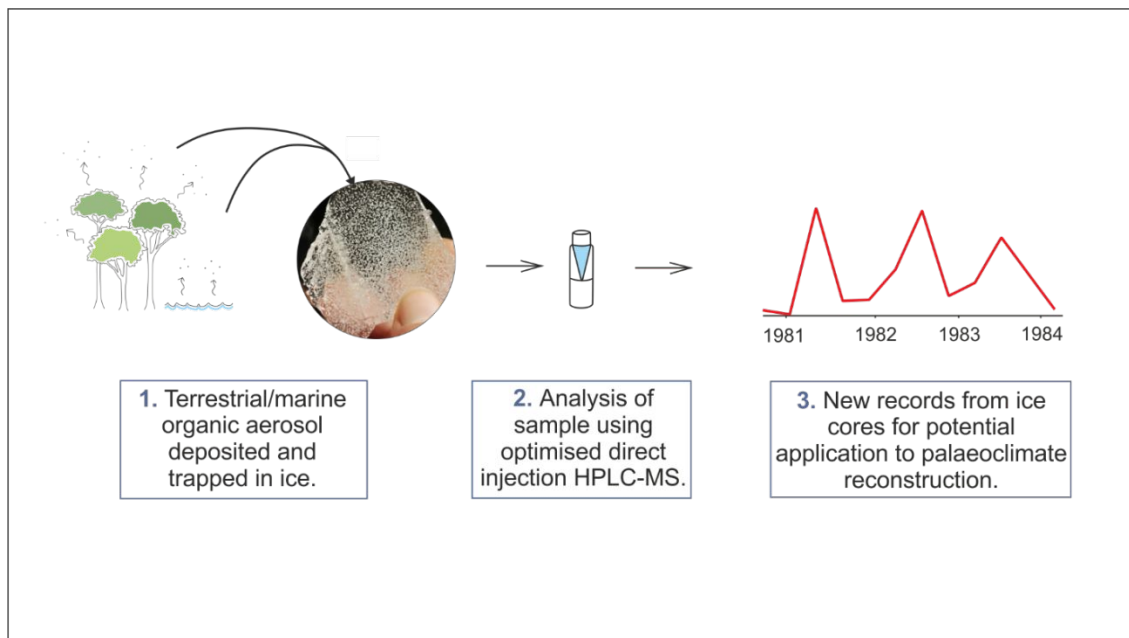 1981
1982
1983
1984
1. Terrestrial/marine
organic aerosol
deposited and
trapped in ice.
2. Analysis of
sample using
optimised direct
injection HPLC-MS.
3. New records from ice
cores for potential
application to palaeoclimate
reconstruction.